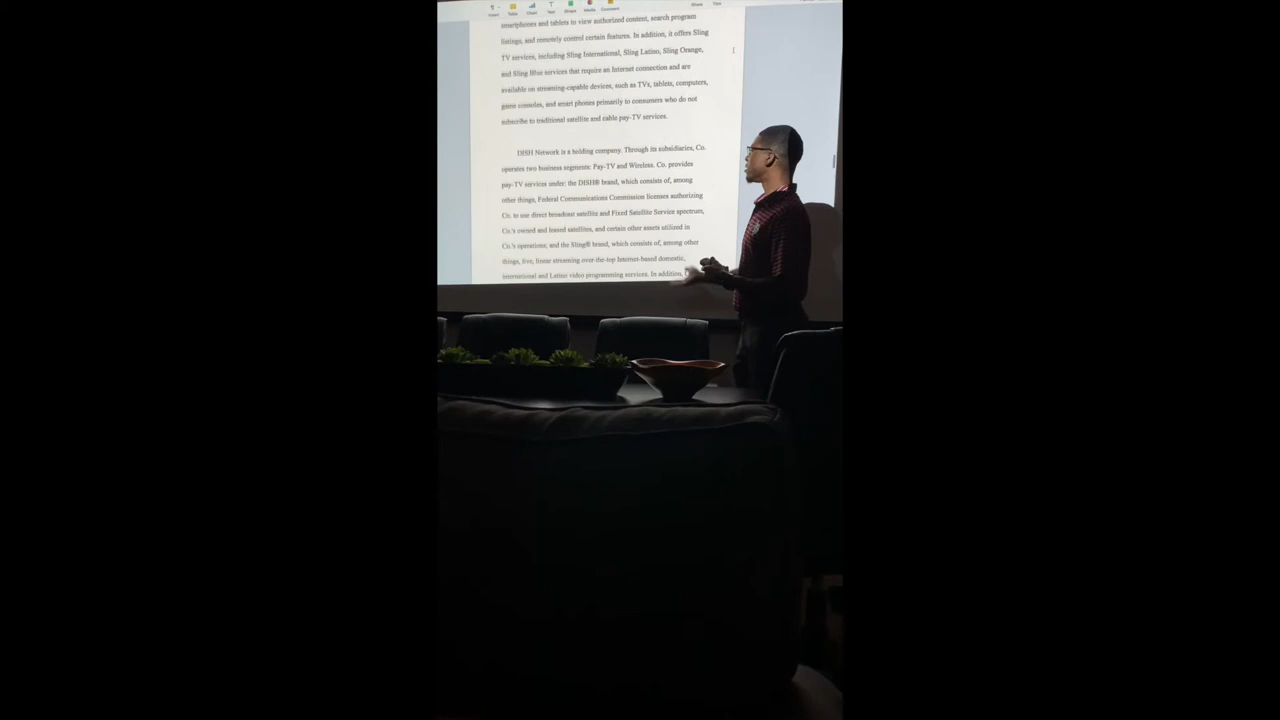 Insert Table Chart Text Shape Media Comment Share
smartphones and tablets to view authorized content, search program
listings, and remotely control certain features. In addition, it offers Sling
TV services, including Sling International, Sling Latino, Sling Orange,
and Sling Blue services that require an Internet connection and are
available on streaming-capable devices, such as TVs, tablets, computers,
game consoles, and smart phones primarily to consumers who do not
subscribe to traditional satellite and cable pay-TV services.
DISH Network is a holding company. Through its subsidiaries, Co.
operates two business segments: Pay-TV and Wireless. Co. provides
pay-TV services under: the DISH® brand, which consists of, among
other things, Federal Communications Commission licenses authorizing
Co. to use direct broadcast satellite and Fixed Satellite Service spectrum,
Co.'s owned and leased satellites, and certain other assets utilized in
Co.'s operations; and the Sling® brand, which consists of, among other
things, live, linear streaming over-the-top Internet-based domestic,
international and Latino video programming services. In addition,